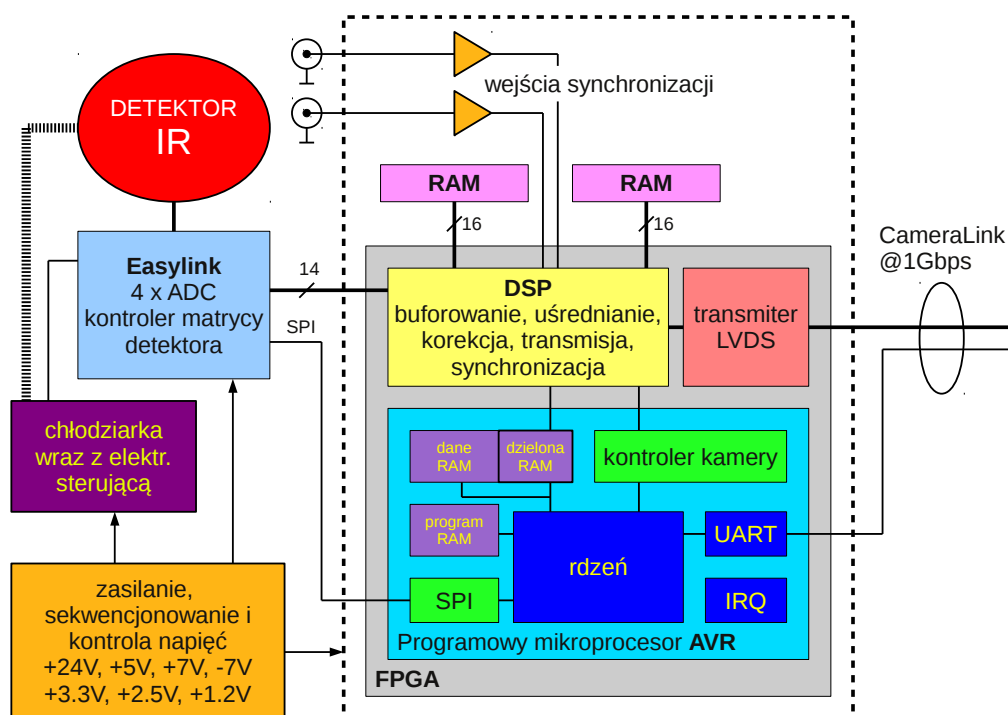 DETEKTOR
IR
wejścia synchronizacji
RAM
RAM
16
16
CameraLink
@1Gbps
Easylink
4 x ADC
kontroler matrycy
detektora
14
SPI
DSP
buforowanie, uśrednianie,
korekcja, transmisja,
synchronizacja
transmiter
LVDS
chłodziarka
wraz z elektr.
sterującą
dane
RAM
dzielona
RAM
kontroler kamery
program
RAM
rdzeń
UART
SPI
IRQ
Programowy mikroprocesor AVR
FPGA
zasilanie,
sekwencjonowanie i
kontrola napięć
+24V, +5V, +7V, -7V
+3.3V, +2.5V, +1.2V